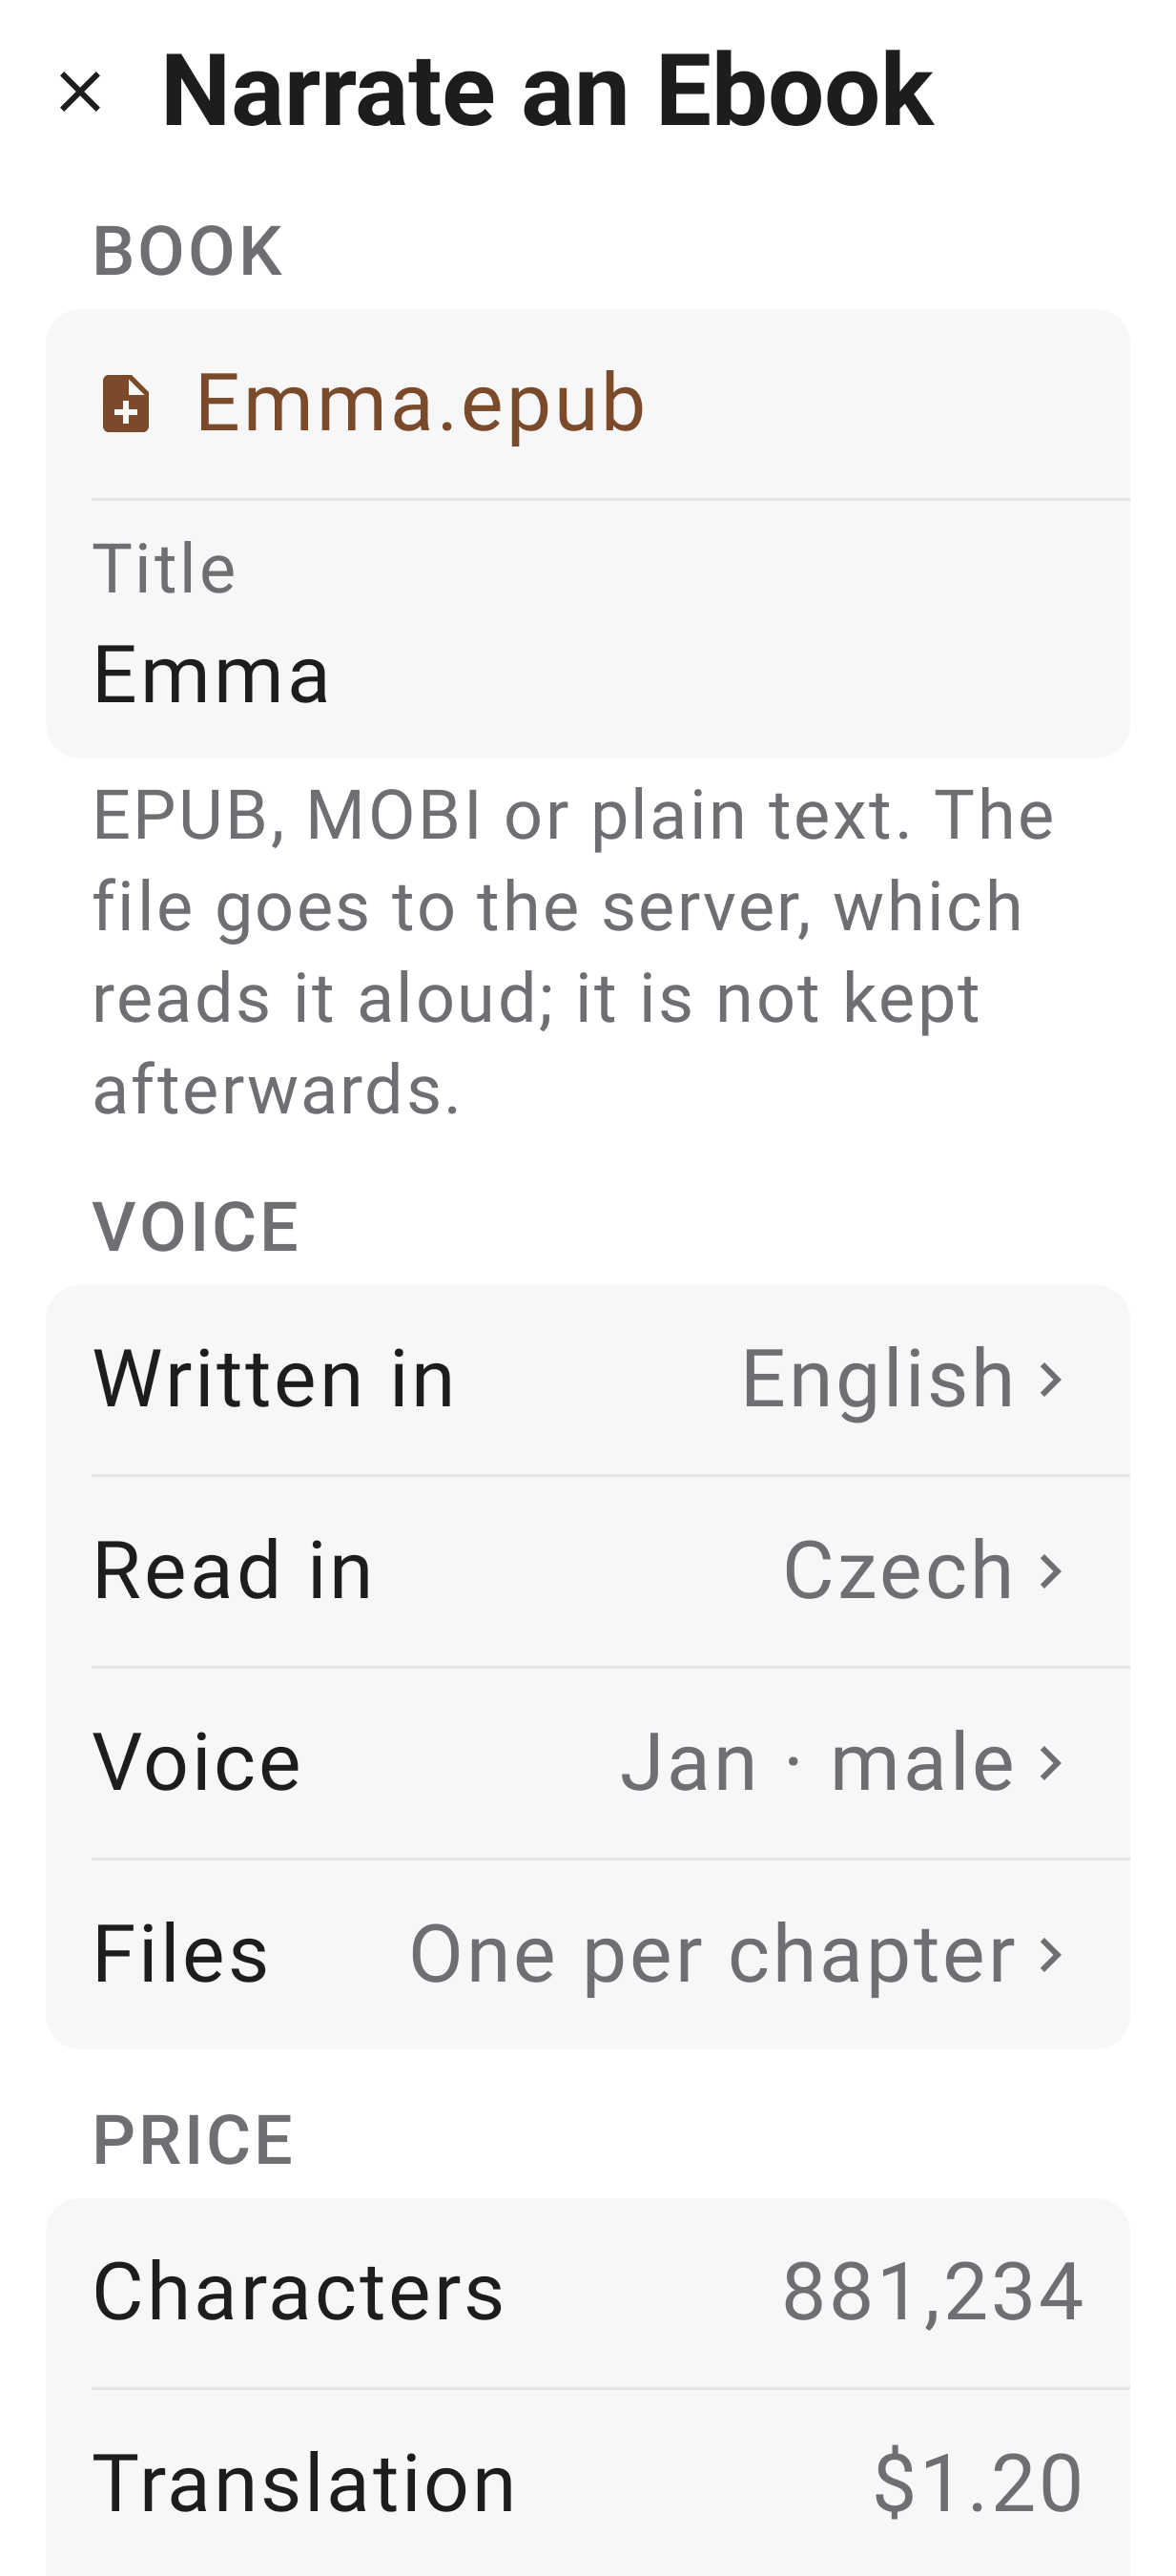 Narrate an Ebook
BOOK
Emma.epub
Title
Emma
EPUB, MOBI or plain text. The
file goes to the server, which
reads it aloud; it is not kept
afterwards.
VOICE
Written in English
Read in Czech
Voice Jan · male
Files One per chapter
PRICE
Characters 881,234
Translation $1.20